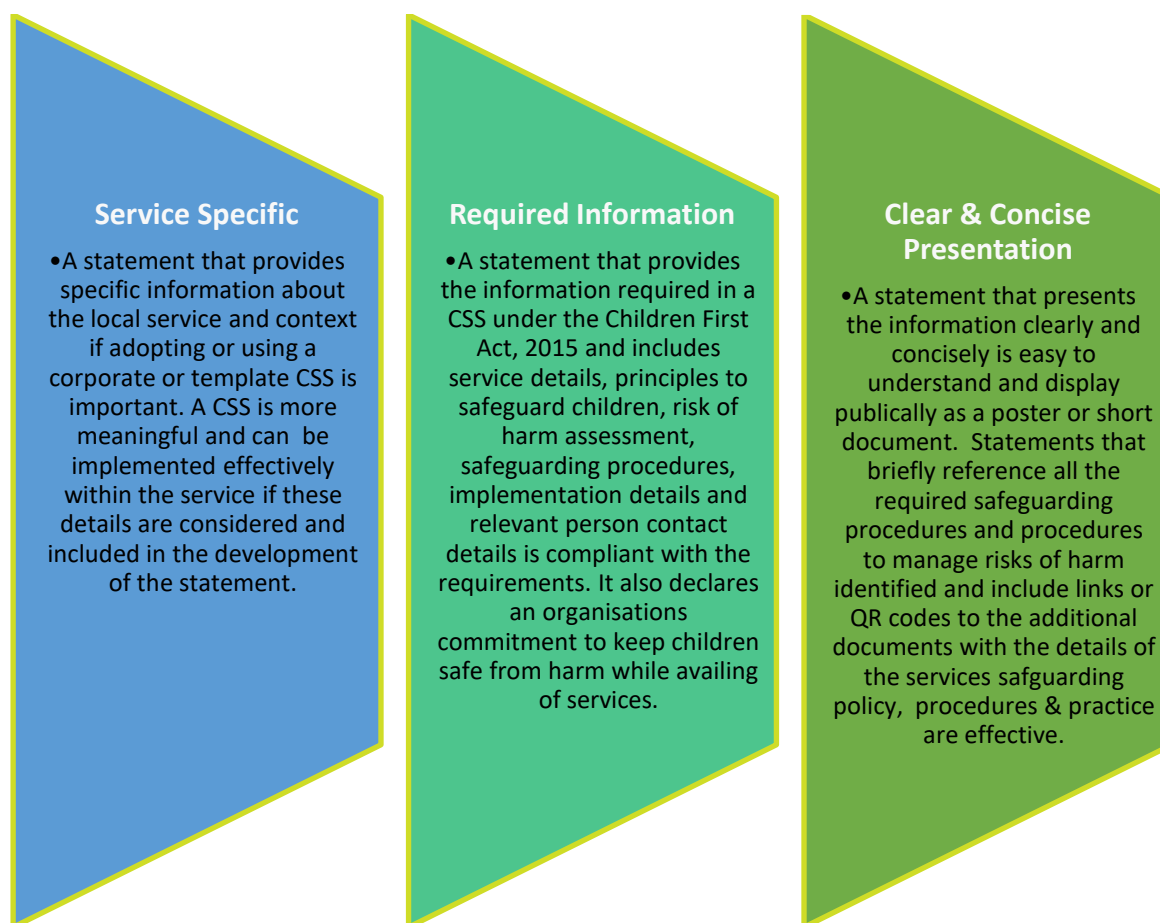 Service Specific
•A statement that provides
specific information about
the local service and context
if adopting or using a
corporate or template CSS is
important. A CSS is more
meaningful and can  be
implemented effectively
within the service if these
details are considered and
included in the development
of the statement.
Required Information
•A statement that provides
the information required in a
CSS under the Children First
Act, 2015 and includes
service details, principles to
safeguard children, risk of
harm assessment,
safeguarding procedures,
implementation details and
relevant person contact
details is compliant with the
requirements. It also declares
an organisations
commitment to keep children
safe from harm while availing
of services.
Clear & Concise
Presentation
•A statement that presents
the information clearly and
concisely is easy to
understand and display
publically as a poster or short
document.  Statements that
briefly reference all the
required safeguarding
procedures and procedures
to manage risks of harm
identified and include links or
QR codes to the additional
documents with the details of
the services safguarding
policy,  procedures & practice
are effective.